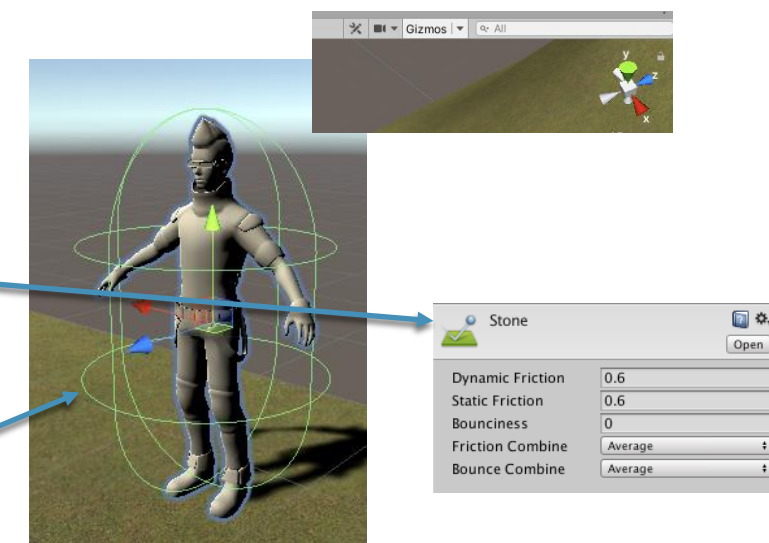 Gizmos All
y
z
x
Stone
Open
Dynamic Friction 0.6
Static Friction 0.6
Bounciness 0
Friction Combine Average
Bounce Combine Average